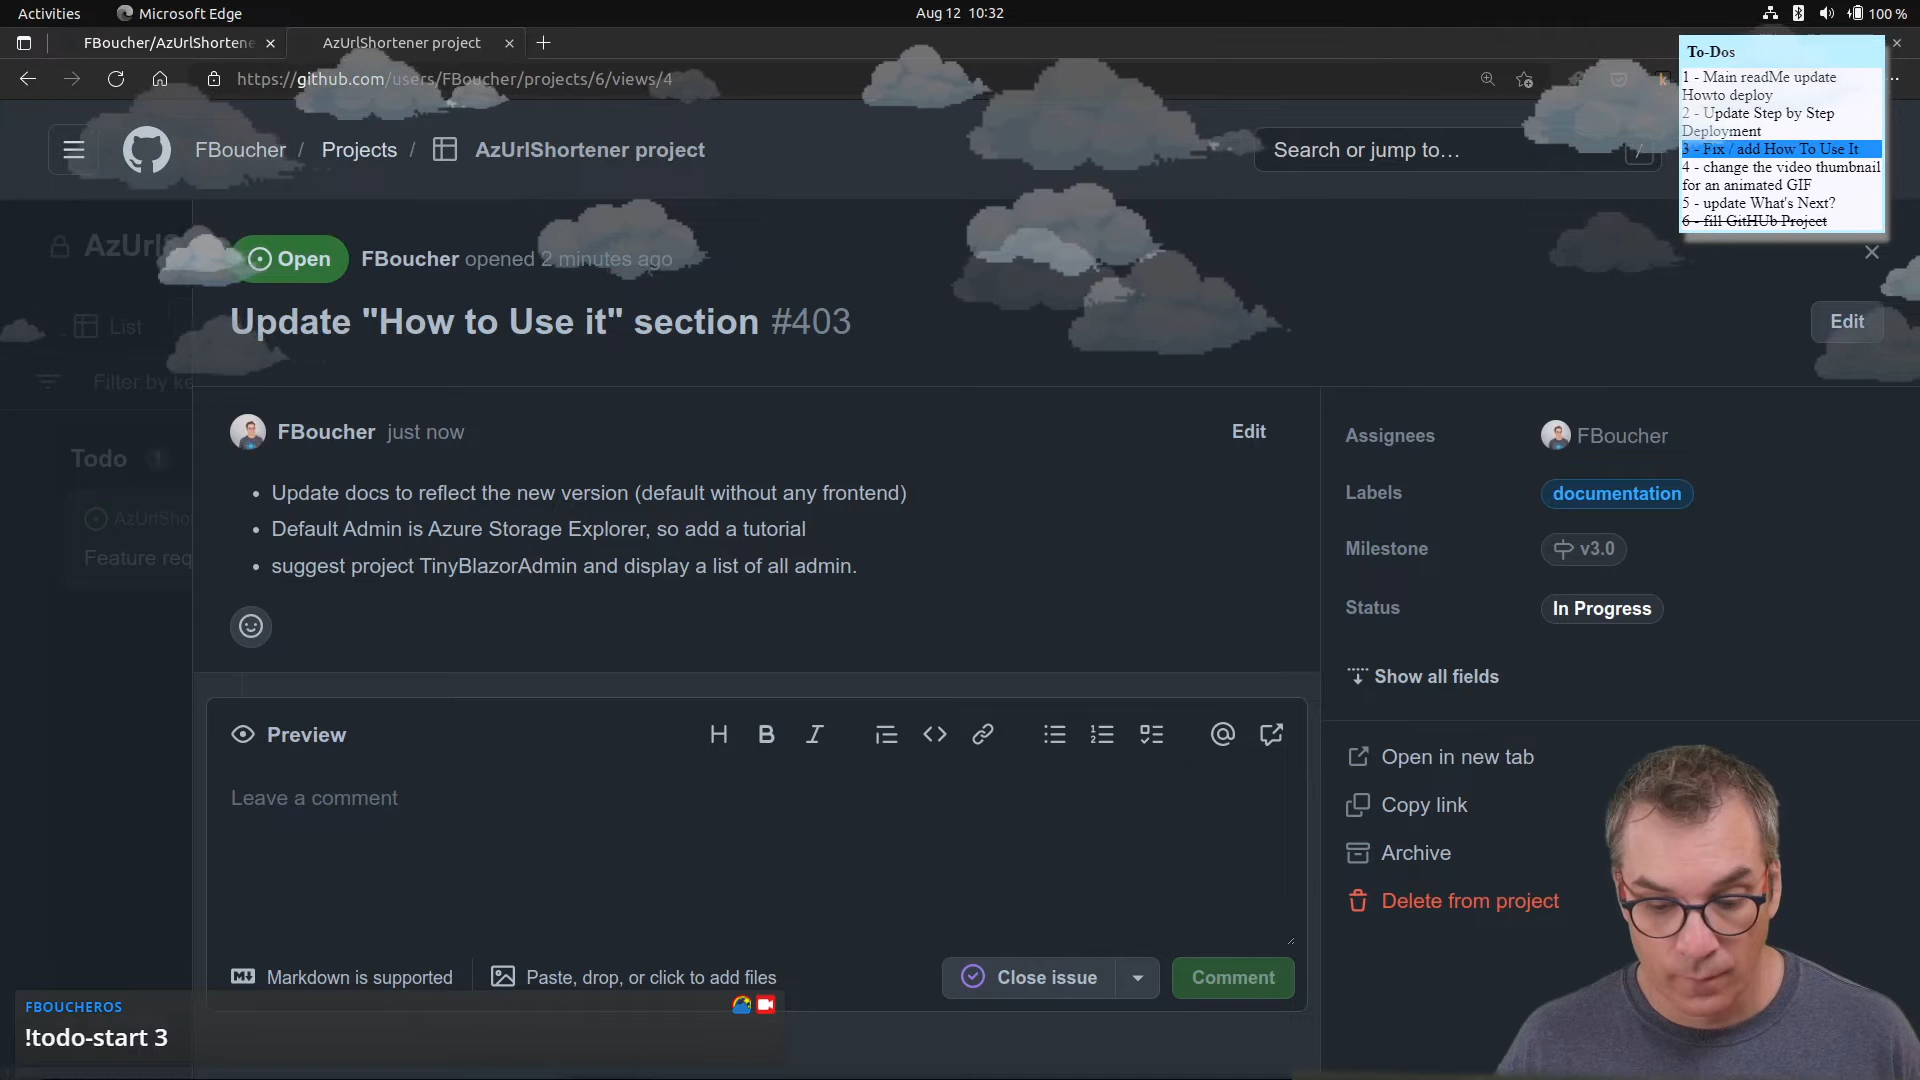 Activities
Microsoft Edge
Aug 12 10:32
100 %
FBoucher/AzUrlShortene
AzUrlShortener project
https://github.com/users/FBoucher/projects/6/views/4
To-Dos
1 - Main readMe update
Howto deploy
2 - Update Step by Step
Deployment
3 - Fix / add How To Use It
4 - change the video thumbnail
for an animated GIF
5 - update What's Next?
6 - fill GitHUb Project
FBoucher / Projects / AzUrlShortener project
Search or jump to… /
AzUrlS
Open FBoucher opened 2 minutes ago
Update "How to Use it" section #403
Edit
List
Filter by ke
Todo 1
AzUrlSho
Feature req
FBoucher just now
Edit
• Update docs to reflect the new version (default without any frontend)
• Default Admin is Azure Storage Explorer, so add a tutorial
• suggest project TinyBlazorAdmin and display a list of all admin.
Assignees FBoucher
Labels documentation
Milestone v3.0
Status In Progress
Show all fields
Preview
H B I
Leave a comment
Open in new tab
Copy link
Archive
Delete from project
Markdown is supported
Paste, drop, or click to add files
Close issue
Comment
FBOUCHEROS
!todo-start 3